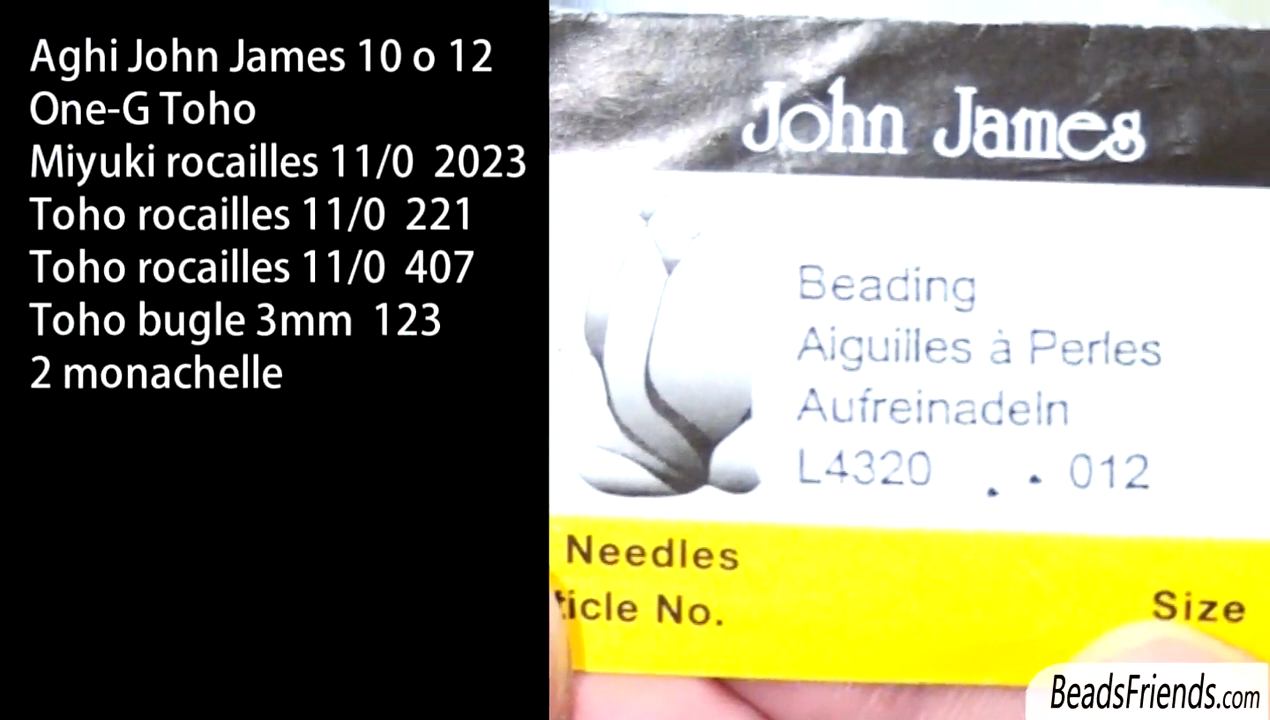 Aghi John James 10 o 12
One-G Toho
Miyuki rocailles 11/0 2023
Toho rocailles 11/0 221
Toho rocailles 11/0 407
Toho bugle 3mm 123
2 monachelle
John James
Beading
Aiguilles à Perles
Aufreinadeln
L4320 . . 012
Needles
ticle No. Size
BeadsFriends.com